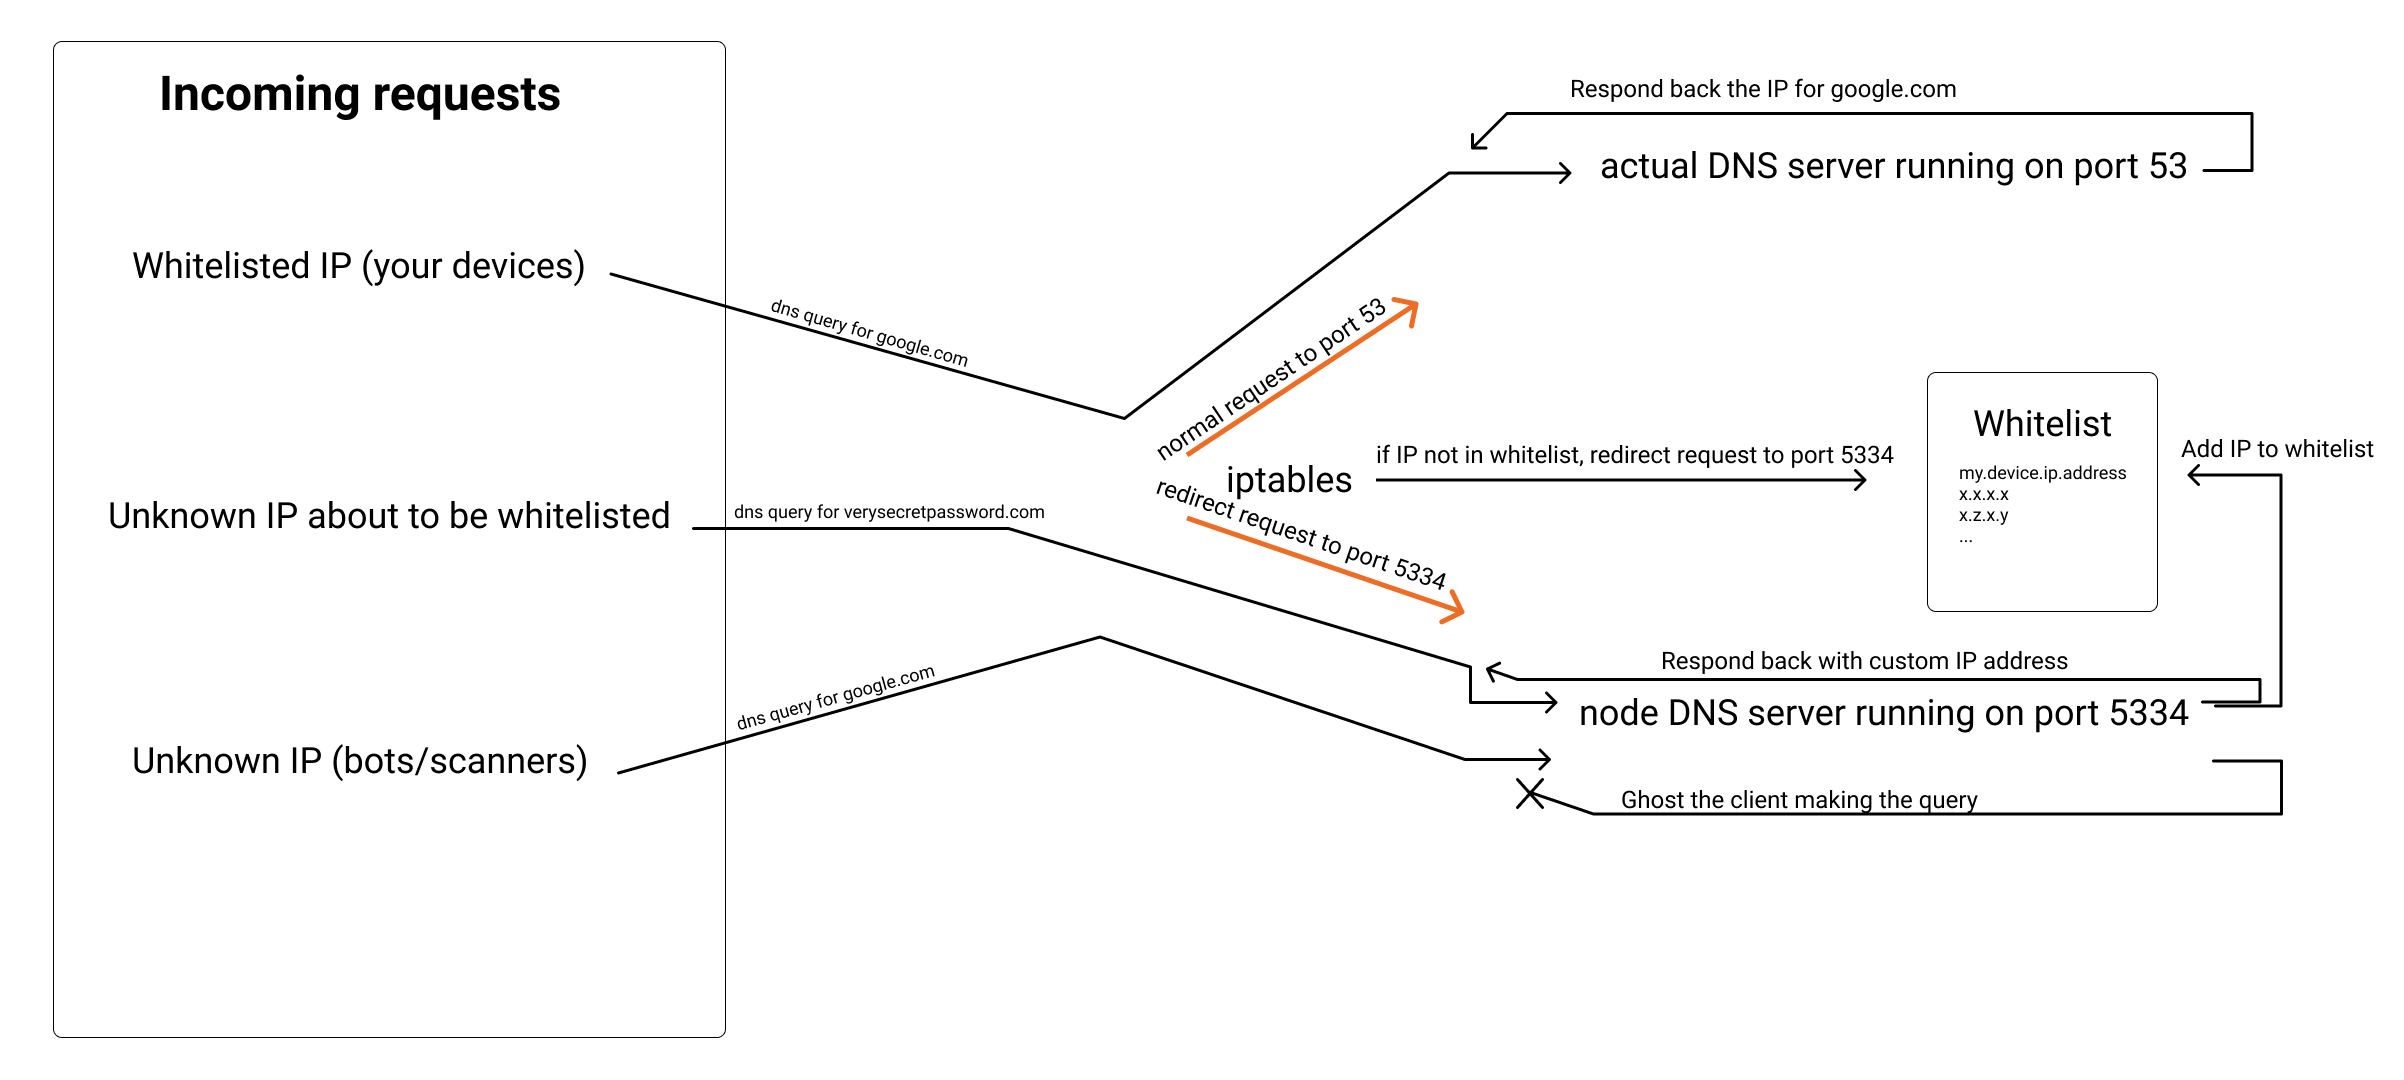 Incoming requests
Respond back the IP for google.com
actual DNS server running on port 53
Whitelisted IP (your devices)
dns query for google.com
normal request to port 53
Whitelist
if IP not in whitelist, redirect request to port 5334
Add IP to whitelist
iptables
my.device.ip.address
x.x.x.x
x.z.x.y
...
redirect request to port 5334
Unknown IP about to be whitelisted
dns query for verysecretpassword.com
Respond back with custom IP address
node DNS server running on port 5334
dns query for google.com
Unknown IP (bots/scanners)
Ghost the client making the query